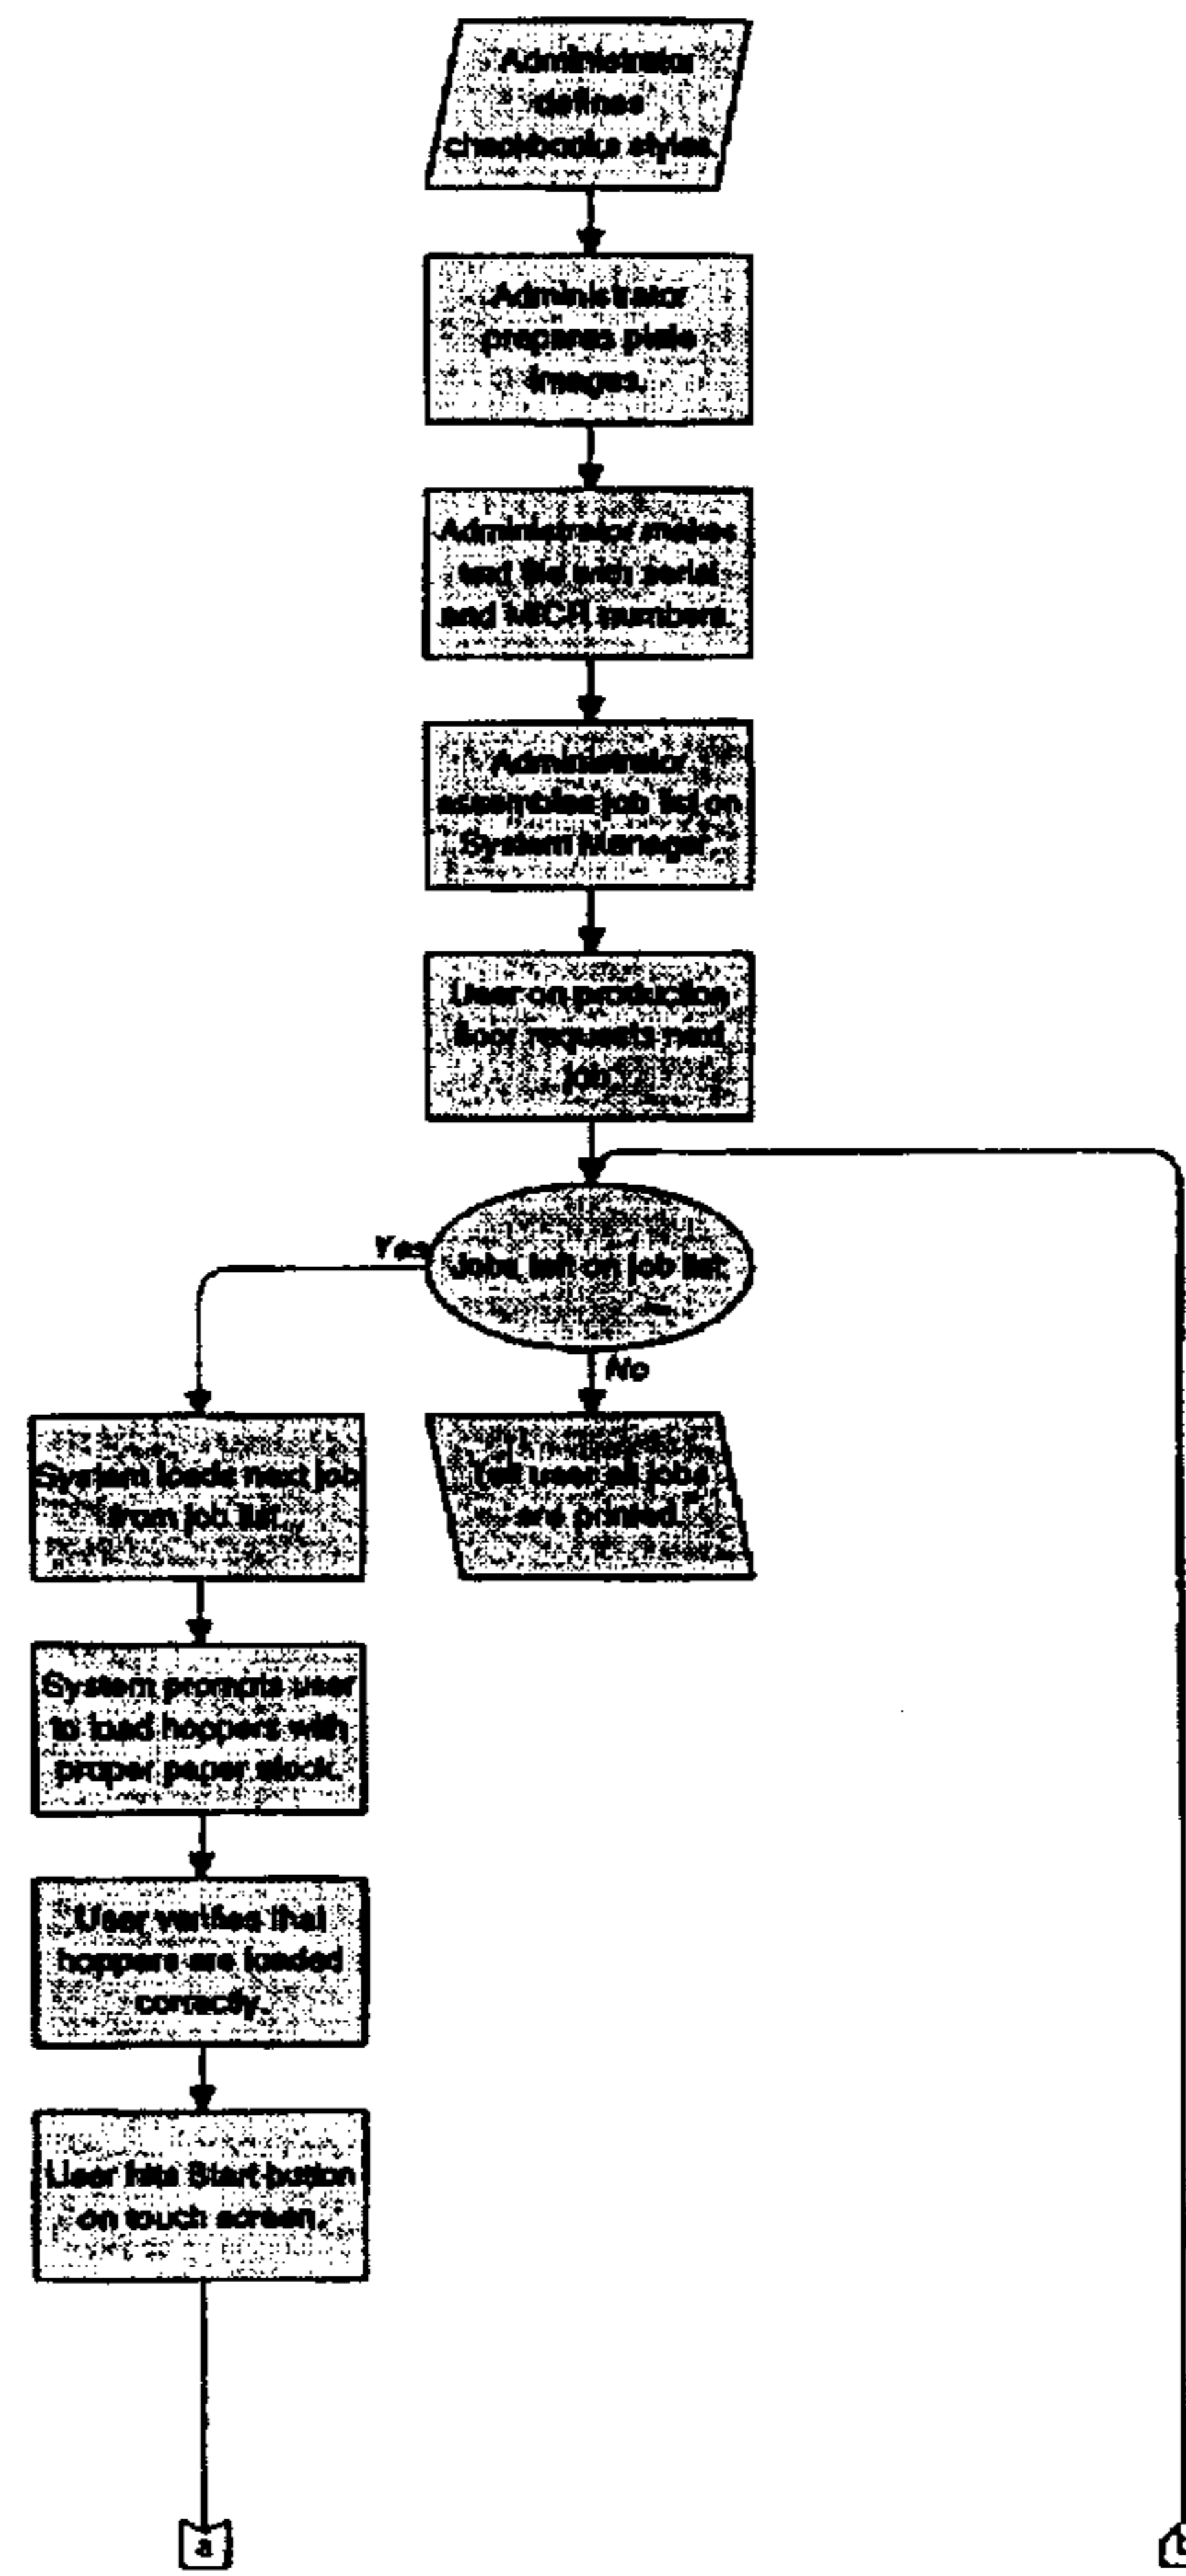 Administrator
defines
checkbooks styles.
Administrator
prepares plate
images.
Administrator makes
text file with serial
and MICR numbers.
Administrator
assembles job list on
System Manager.
User on production
floor requests next
job.
Jobs left on job list
Yes
No
System loads next job
from job list.
Tell user all jobs
are printed.
System prompts user
to load hoppers with
proper paper stock.
User verifies that
hoppers are loaded
correctly.
User hits Start button
on touch screen.
a